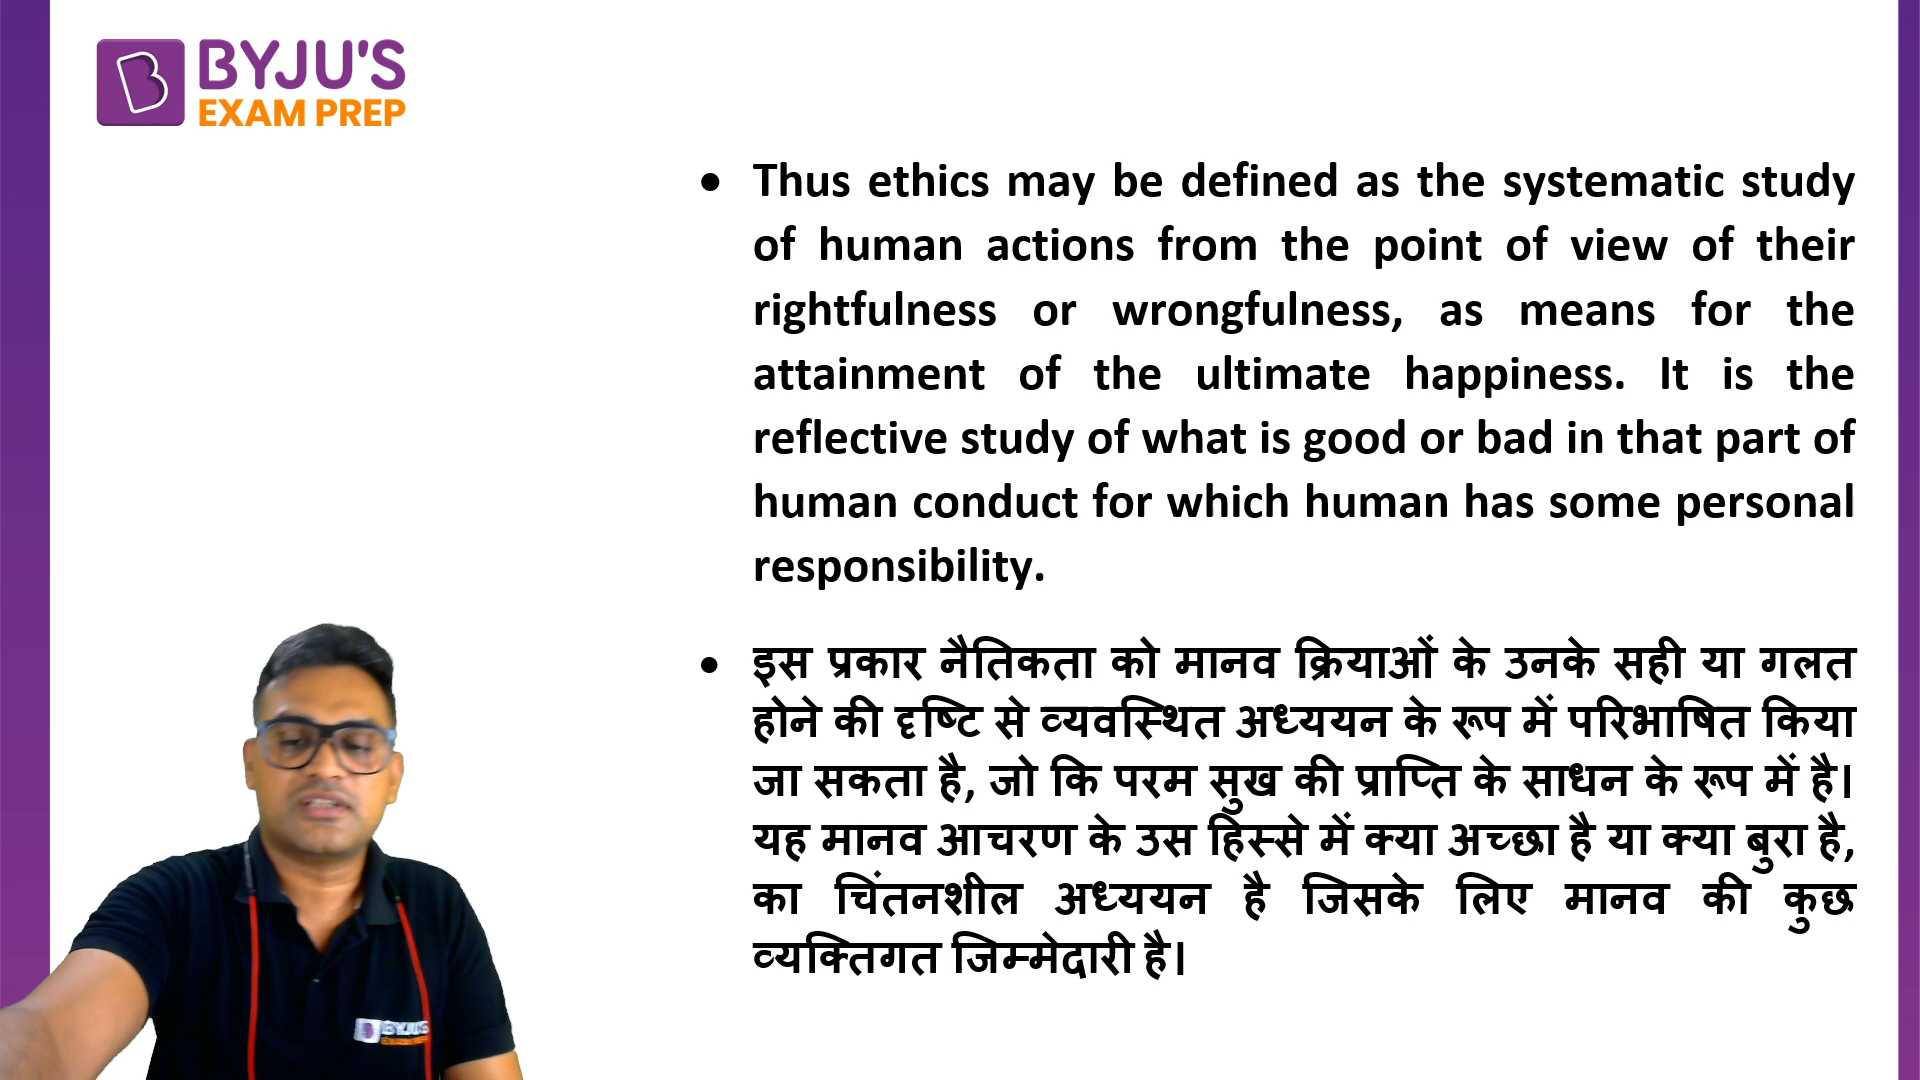 BYJU'S
EXAM PREP
• Thus ethics may be defined as the systematic study
of human actions from the point of view of their
rightfulness or wrongfulness, as means for the
attainment of the ultimate happiness. It is the
reflective study of what is good or bad in that part of
human conduct for which human has some personal
responsibility.
• इस प्रकार नैतिकता को मानव क्रियाओं के उनके सही या गलत
होने की दृष्टि से व्यवस्थित अध्ययन के रूप में परिभाषित किया
जा सकता है, जो कि परम सुख की प्राप्ति के साधन के रूप में है।
यह मानव आचरण के उस हिस्से में क्या अच्छा है या क्या बुरा है,
का चिंतनशील अध्ययन है जिसके लिए मानव की कुछ
व्यक्तिगत जिम्मेदारी है।
BYJU'S
EXAM PREP